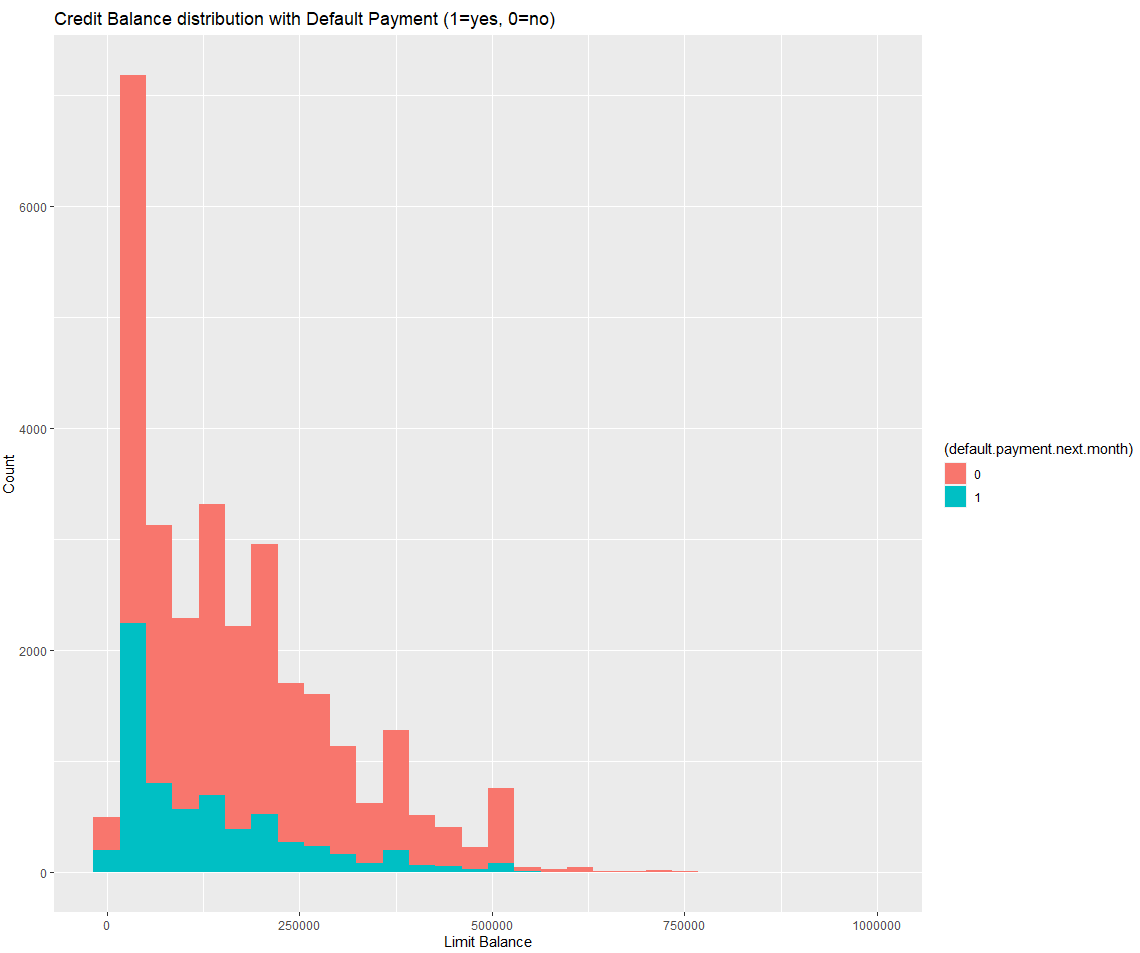 Credit Balance distribution with Default Payment (1=yes, 0=no)
6000
4000
2000
0
Count
0 250000 500000 750000 1000000
Limit Balance
(default.payment.next.month)
0
1